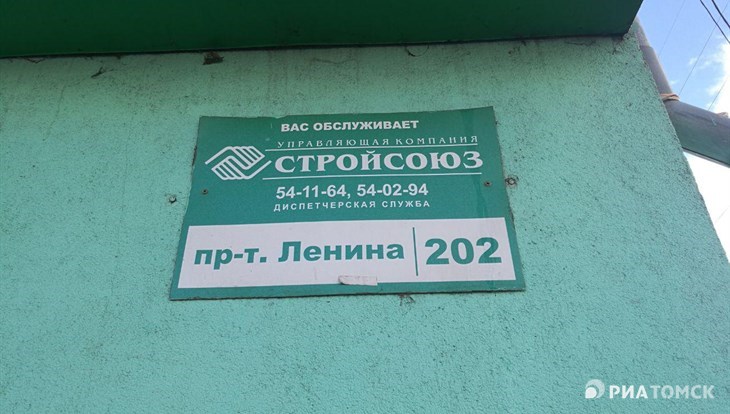 ВАС ОБСЛУЖИВАЕТ
УПРАВЛЯЮЩАЯ КОМПАНИЯ
СТРОЙСОЮЗ
54-11-64, 54-02-94
ДИСПЕТЧЕРСКАЯ СЛУЖБА
пр-т. Ленина 202
РИАТОМСК